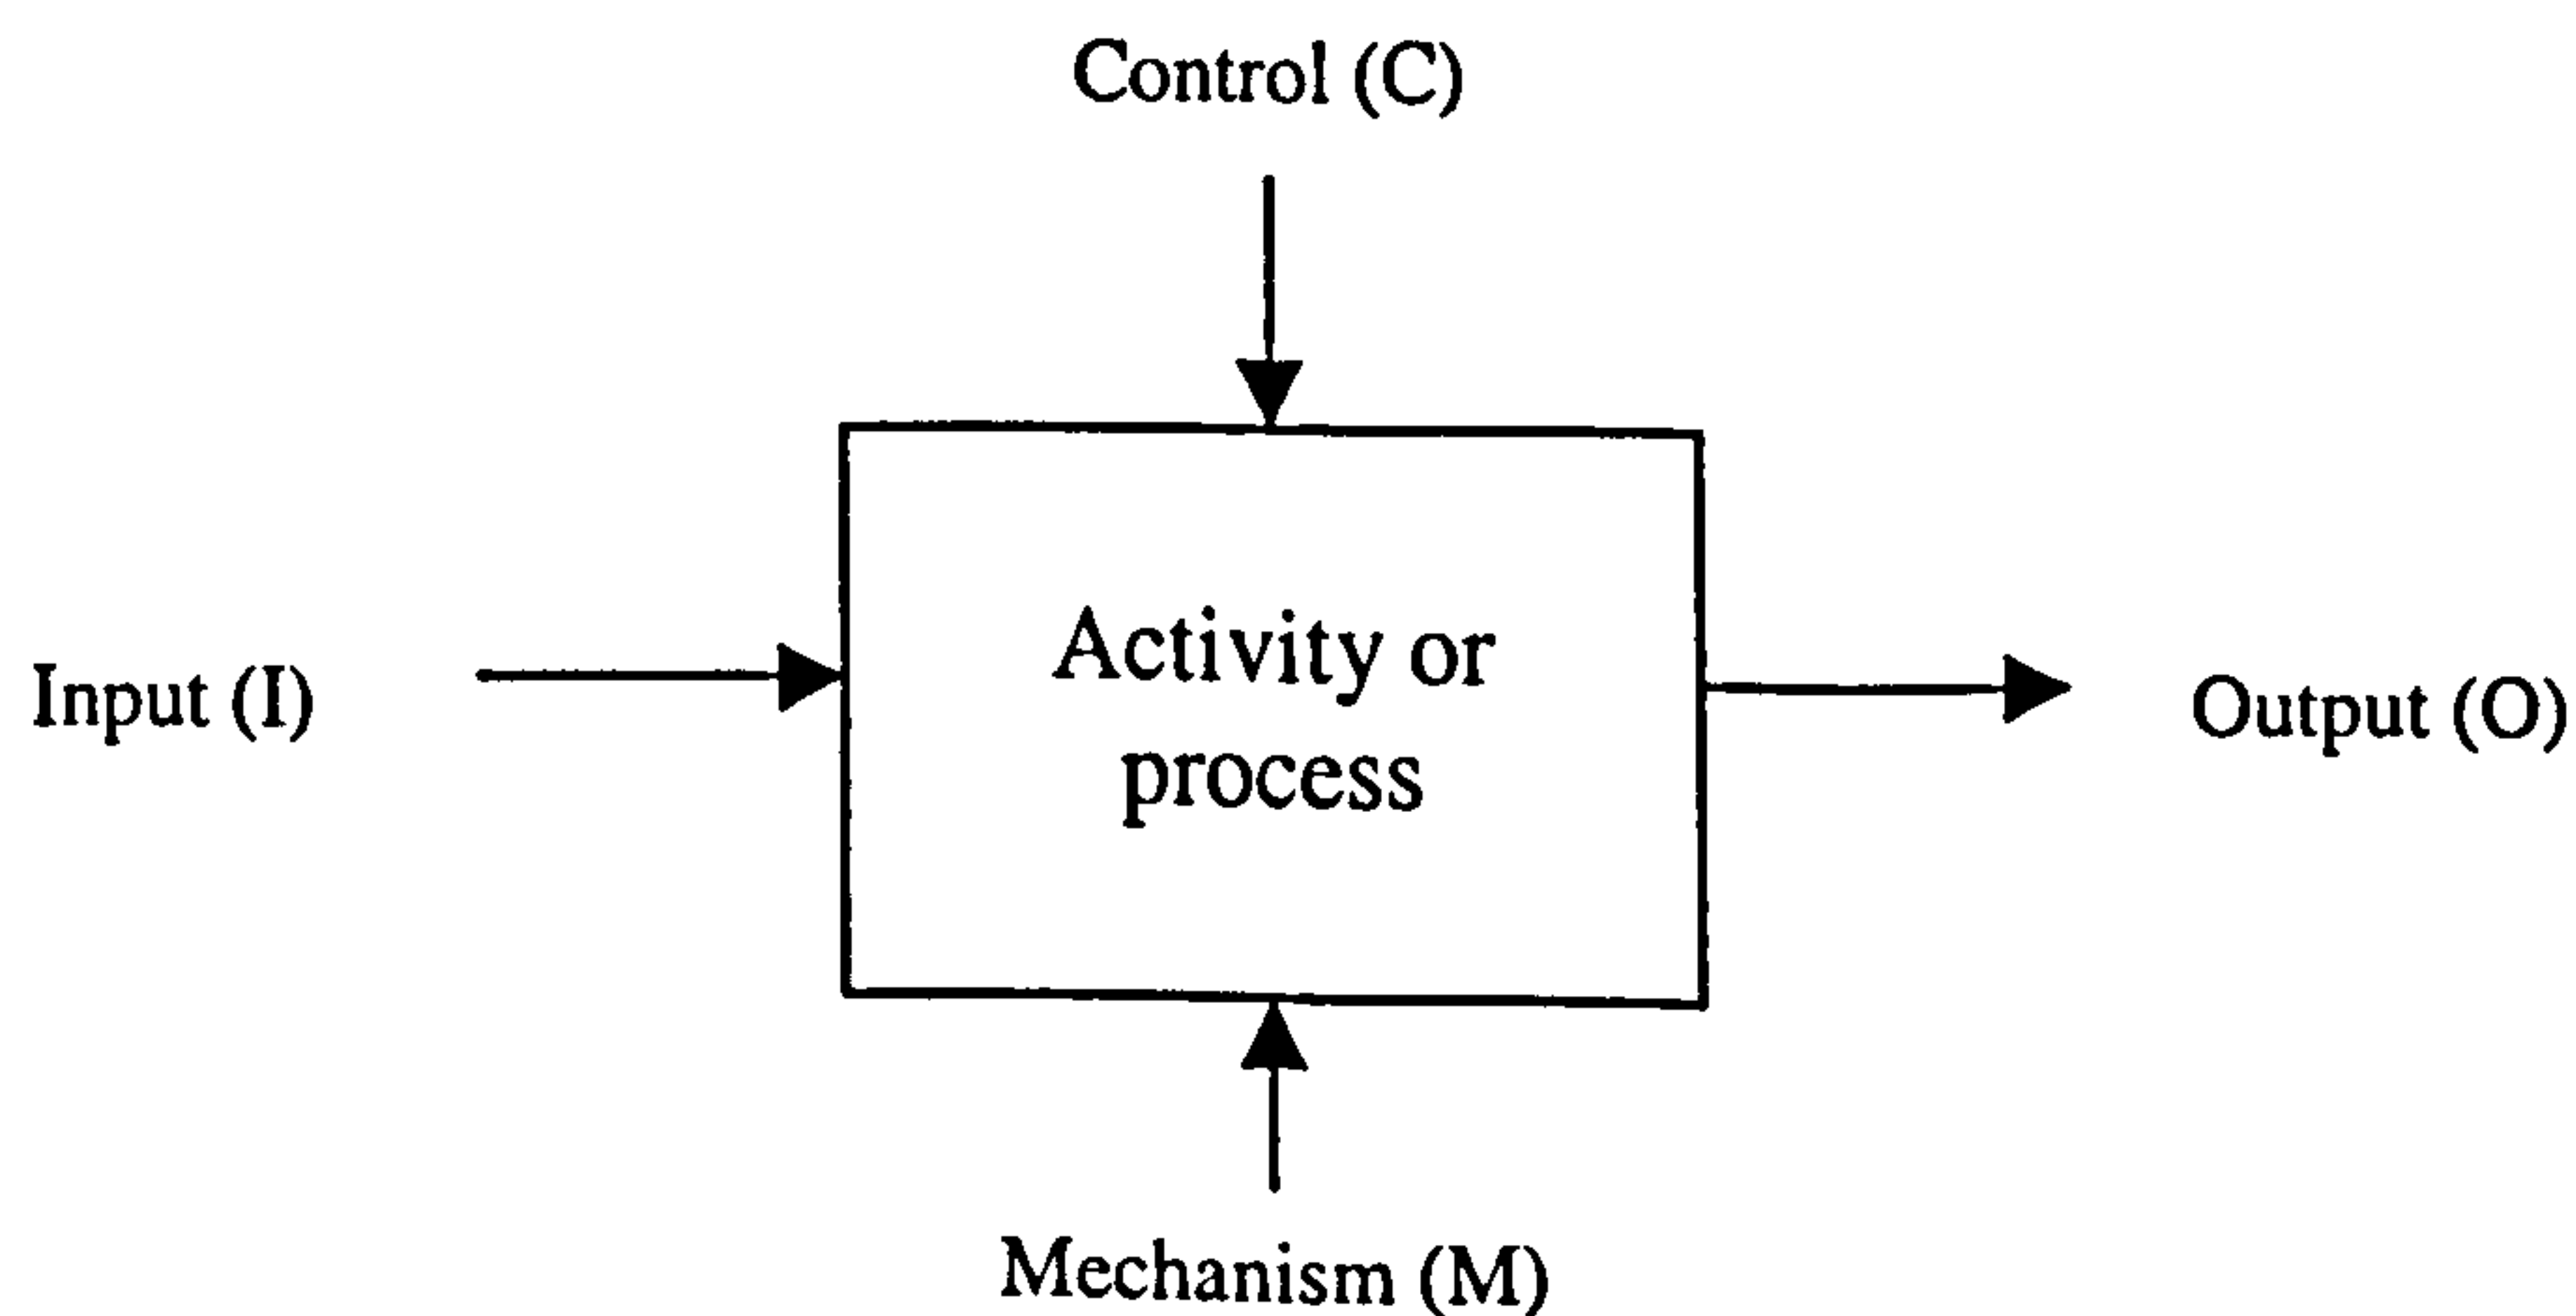 Control (C)
Input (I)
Activity or
process
Output (O)
Mechanism (M)